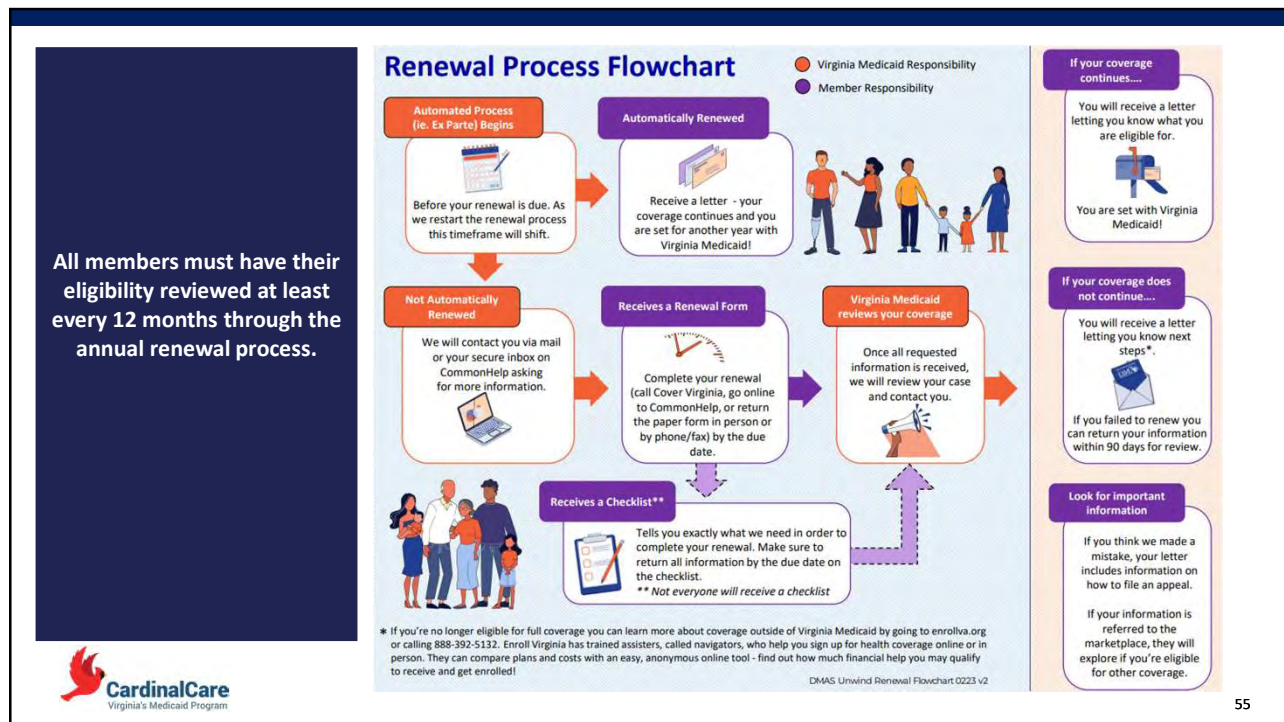 All members must have their
eligibility reviewed at least
every 12 months through the
annual renewal process.
Renewal Process Flowchart
Virginia Medicaid Responsibility
Member Responsibility
Automated Process
(ie. Ex Parte) Begins
Before your renewal is due. As
we restart the renewal process
this timeframe will shift.
Automatically Renewed
Receive a letter - your
coverage continues and you
are set for another year with
Virginia Medicaid!
Not Automatically
Renewed
We will contact you via mail
or your secure inbox on
CommonHelp asking
for more information.
Receives a Renewal Form
Complete your renewal
(call Cover Virginia, go online
to CommonHelp, or return
the paper form in person or
by phone/fax) by the due
date.
Virginia Medicaid
reviews your coverage
Once all requested
information is received,
we will review your case
and contact you.
Receives a Checklist**
Tells you exactly what we need in order to
complete your renewal. Make sure to
return all information by the due date on
the checklist.
** Not everyone will receive a checklist
* If you're no longer eligible for full coverage you can learn more about coverage outside of Virginia Medicaid by going to enrollva.org
or calling 888-392-5132. Enroll Virginia has trained assisters, called navigators, who help you sign up for health coverage online or in
person. They can compare plans and costs with an easy, anonymous online tool - find out how much financial help you may qualify
to receive and get enrolled!
DMAS Unwind Renewal Flowchart 0223 v2
If your coverage
continues....
You will receive a letter
letting you know what you
are eligible for.
You are set with Virginia
Medicaid!
If your coverage does
not continue....
You will receive a letter
letting you know next
steps*.
If you failed to renew you
can return your information
within 90 days for review.
Look for important
information
If you think we made a
mistake, your letter
includes information on
how to file an appeal.
If your information is
referred to the
marketplace, they will
explore if you're eligible
for other coverage.
CardinalCare
Virginia's Medicaid Program
55